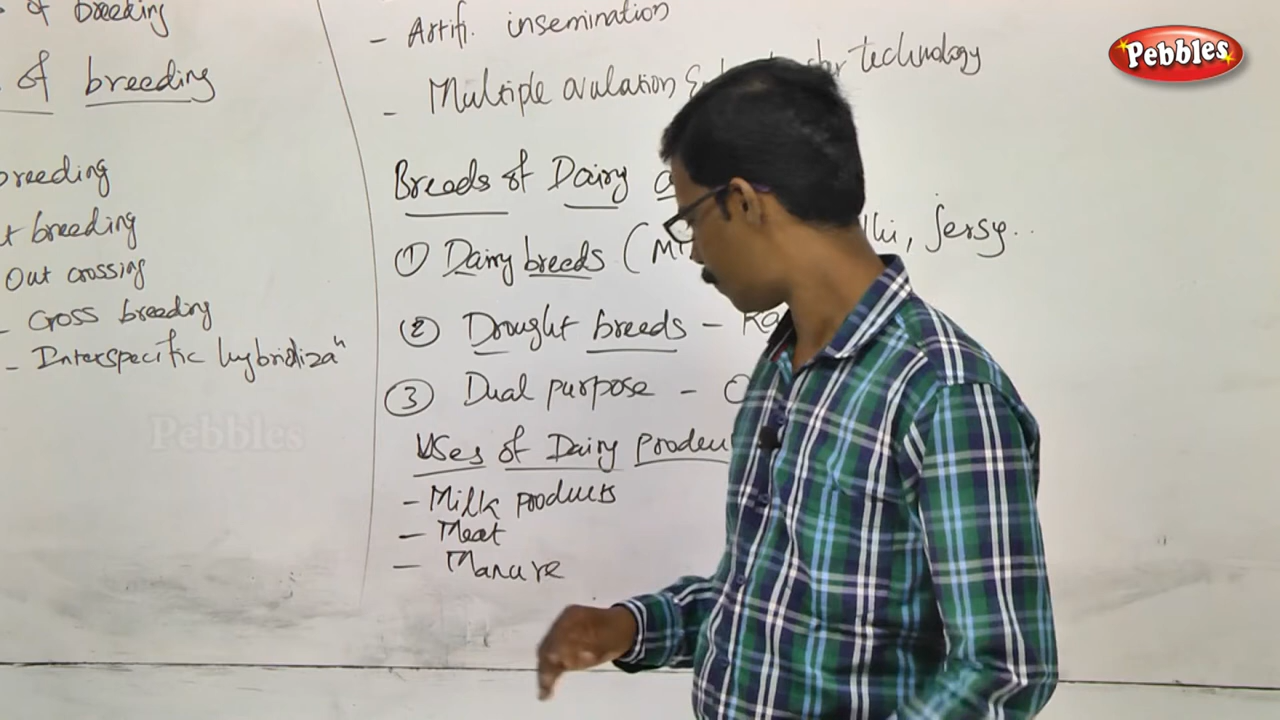 of breeding
of breeding
breeding
t breeding
Out crossing
- Cross breeding
- Interspecific hybridizaⁿ
- Artifi. insemination
- Multiple ovulation technology
Breeds of Dairy
① Dairy breeds ( dhi, Jersy..
② Drought breeds -
③ Dual purpose -
Uses of Dairy
- Milk products
- Meat
- Manure
Pebbles
Pebbles